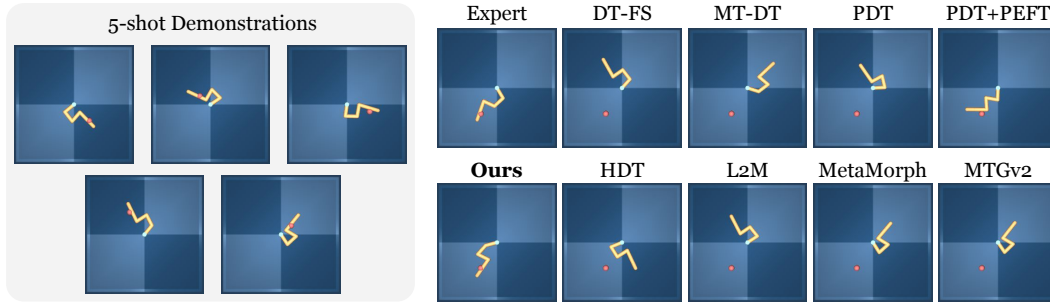 5-shot Demonstrations
Expert DT-FS MT-DT PDT PDT+PEFT
Ours HDT L2M MetaMorph MTGv2